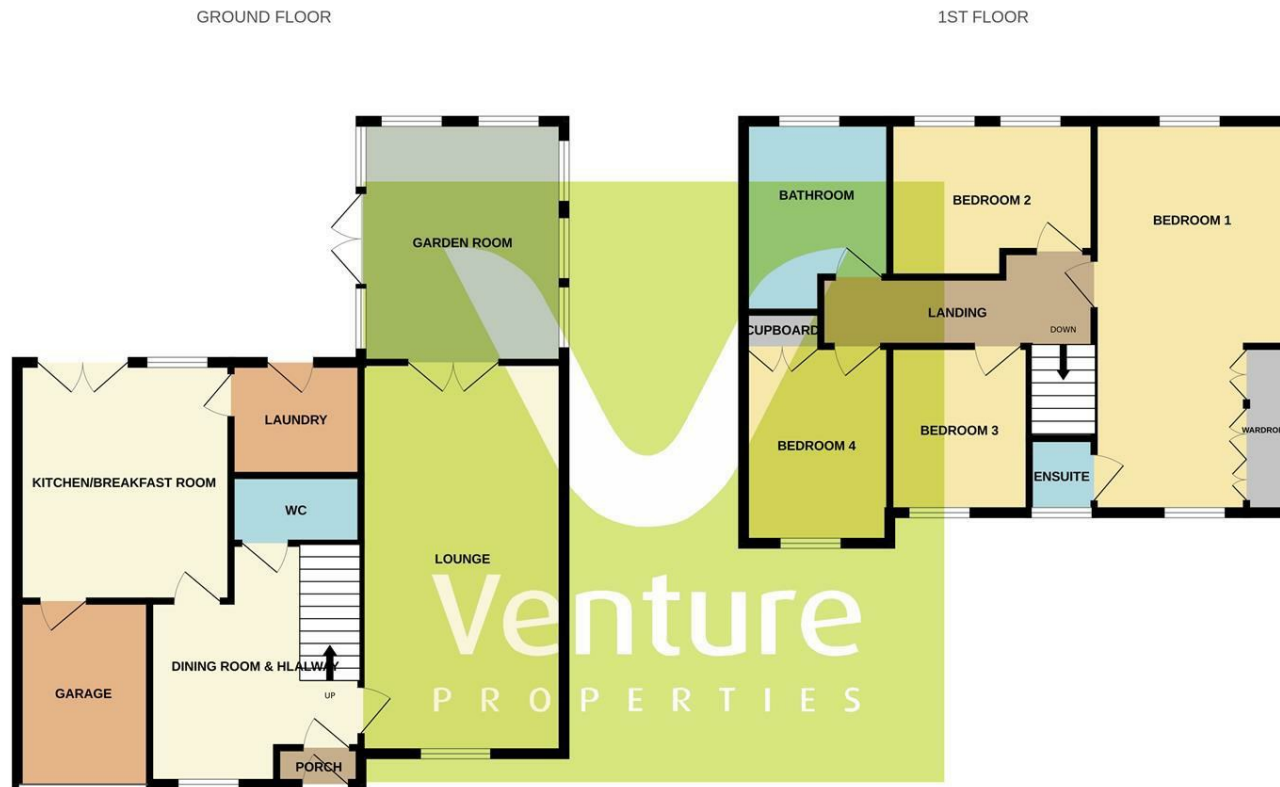 GROUND FLOOR
1ST FLOOR
GARDEN ROOM
LAUNDRY
KITCHEN/BREAKFAST ROOM
WC
LOUNGE
DINING ROOM & HLALWAY
UP
GARAGE
PORCH
BATHROOM
BEDROOM 2
BEDROOM 1
LANDING
DOWN
CUPBOARD
BEDROOM 4
BEDROOM 3
ENSUITE
WARDROB
Venture
PROPERTIES